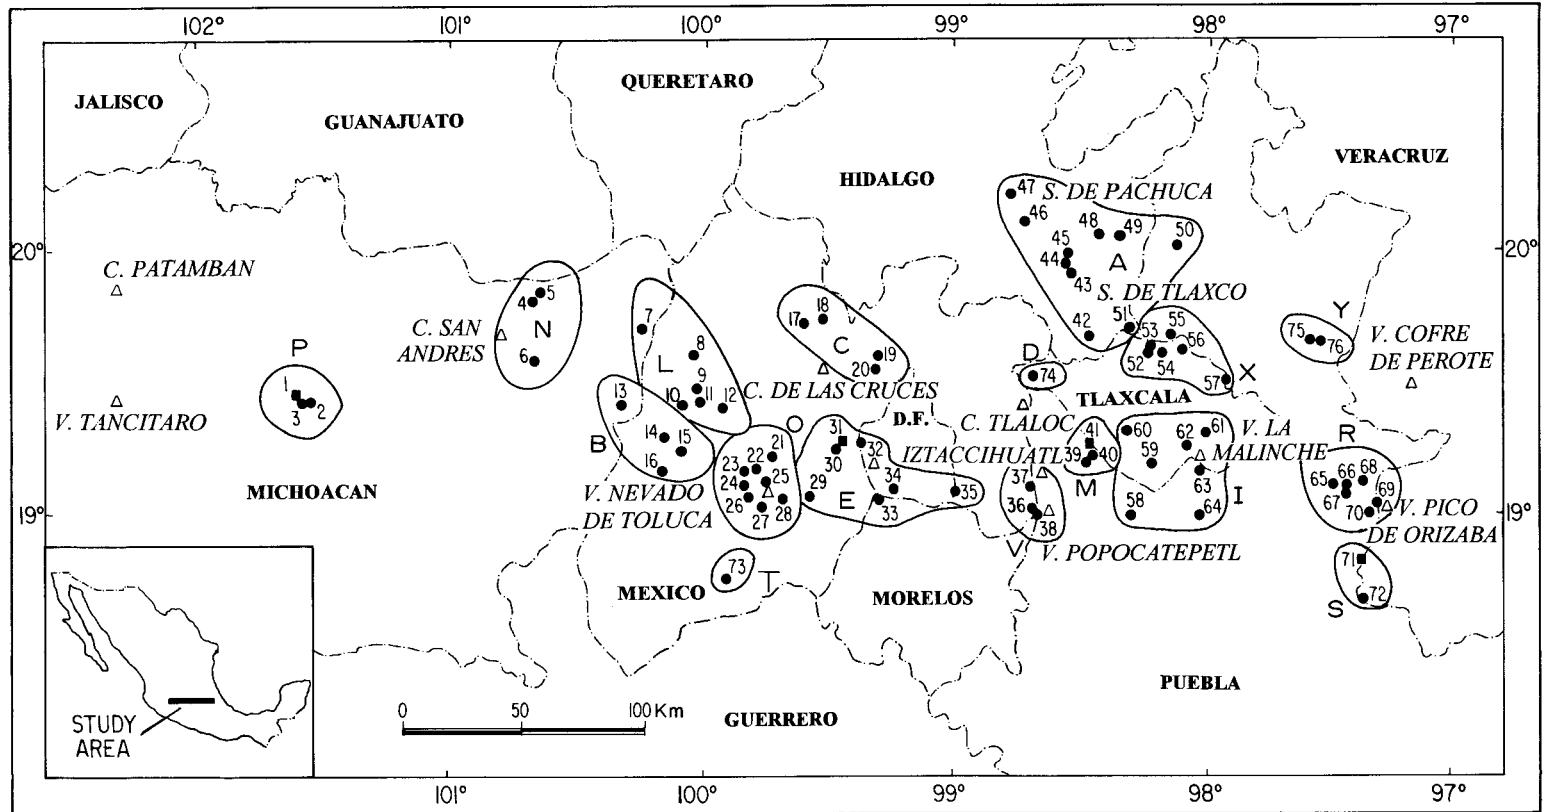 102° 101° 100° 99° 98° 97°
JALISCO
GUANAJUATO
QUERETARO
HIDALGO
VERACRUZ
47 S. DE PACHUCA
46 48 49 50
20° 45 20°
44 A
43
C. PATAMBAN
S. DE TLAXCO
4 5
N
C. SAN
ANDRES
6
7
8
L
9
10 11 12
17 18
C
19
20
C. DE LAS CRUCES
42 51
53 55
56
52 54
57 X
Y
75 76
V. COFRE
DE PEROTE
P
1
3 2
V. TANCITARO
D
74
TLAXCALA
D.F.
13
14 15
B
16
O
21
22
23
24 25
26
27 28
V. NEVADO
DE TOLUCA
31
30 32
29 E 34
33 35
C. TLALOC
IZTACCIHUATL
41
39 40
M
37
36
38
V
V. POPOCATEPETL
60 62 61
59
63
58 64
I
V. LA
MALINCHE
R
65 66 68
67 69
70
V. PICO
DE ORIZABA
MICHOACAN
19° 19°
71
72
S
73
T
MEXICO
MORELOS
PUEBLA
GUERRERO
0 50 100 Km
STUDY
AREA
101° 100° 99° 98° 97°